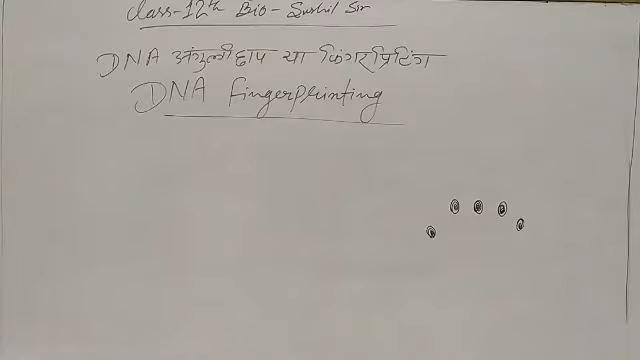 Class-12th Bio - Sushil Sir
DNA अंगुली छाप या फिंगरप्रिंटिंग
DNA Fingerprinting